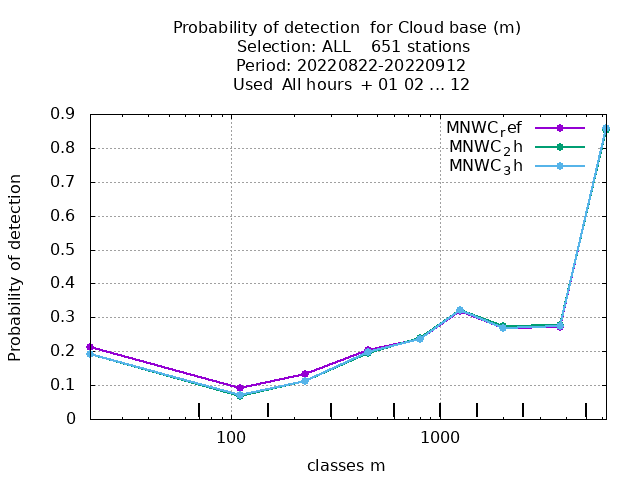 Probability of detection  for Cloud base (m)
Selection: ALL    651 stations
Period: 20220822-20220912
Used  All hours  + 01 02 ... 12
0.9
0.8
0.7
0.6
0.5
0.4
0.3
0.2
0.1
0
Probability of detection
MNWC_ref
MNWC_2h
MNWC_3h
100 1000
classes m